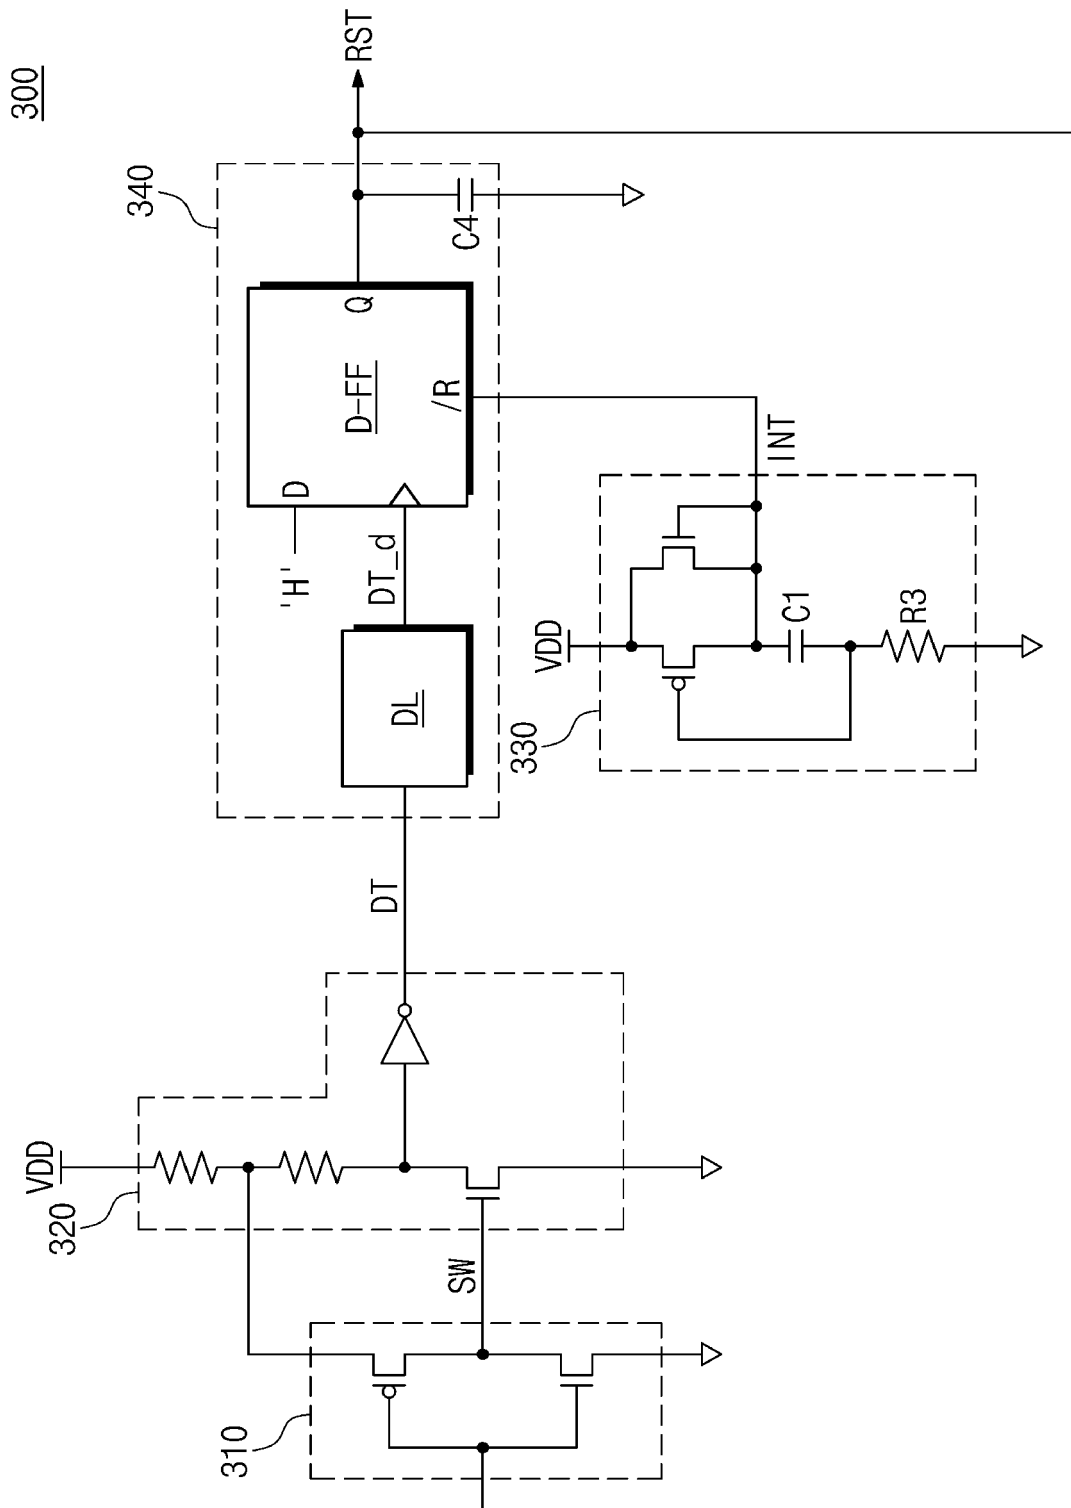 300
VDD
320
310
SW
DT
340
DL
DT_d
'H'
D
D-FF
Q
/R
C4
RST
INT
330
VDD
C1
R3